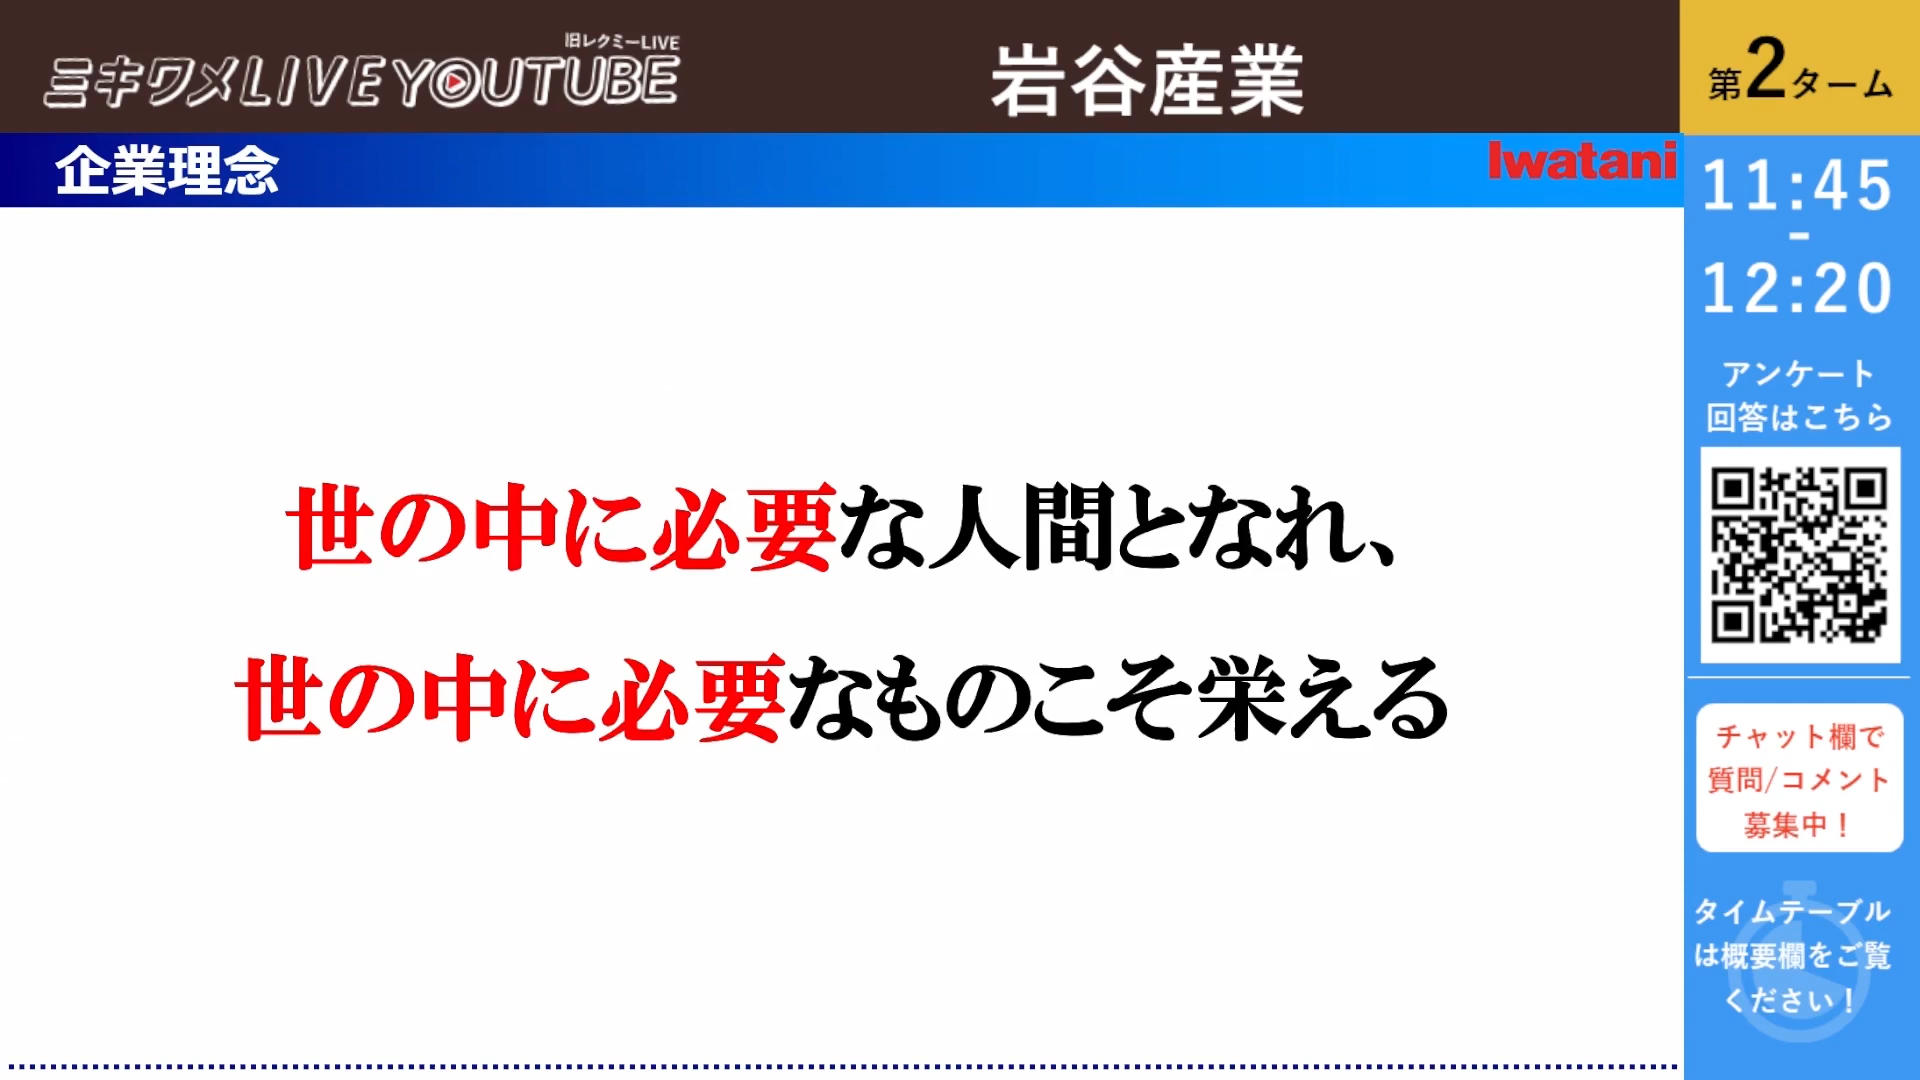 旧レクミーLIVE
ミキワメLIVE YOUTUBE
岩谷産業
第2ターム
企業理念
Iwatani
世の中に必要な人間となれ、
世の中に必要なものこそ栄える
11:45
-
12:20
アンケート
回答はこちら
チャット欄で
質問/コメント
募集中！
タイムテーブル
は概要欄をご覧
ください！